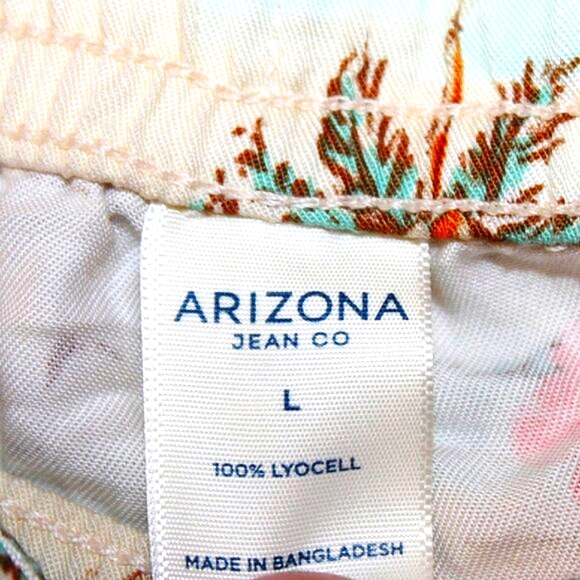 ARIZONA
JEAN CO
L
100% LYOCELL
MADE IN BANGLADESH